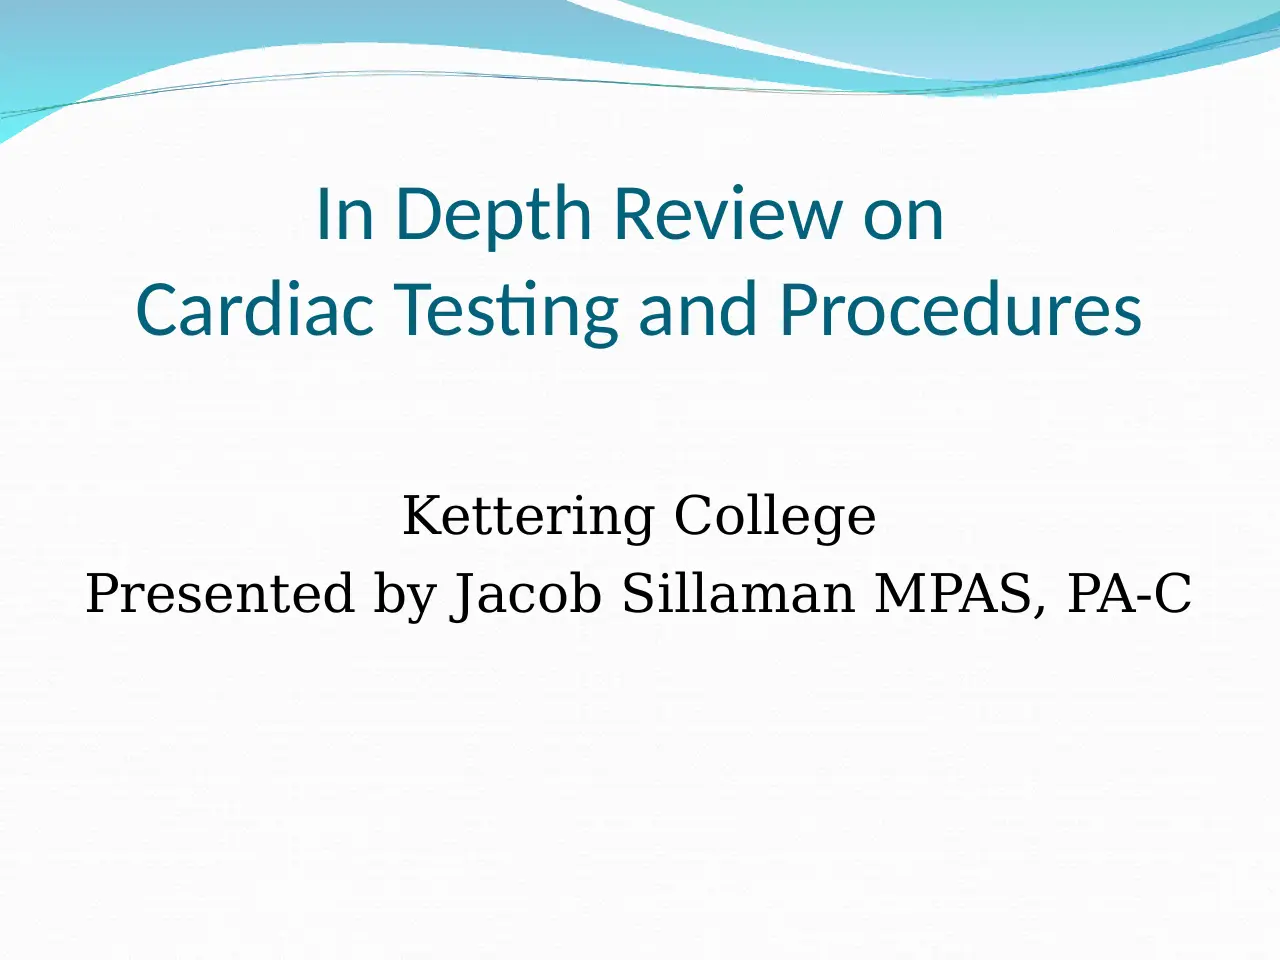 In Depth Review on
Cardiac Testing and Procedures
Kettering College
Presented by Jacob Sillaman MPAS, PA-C